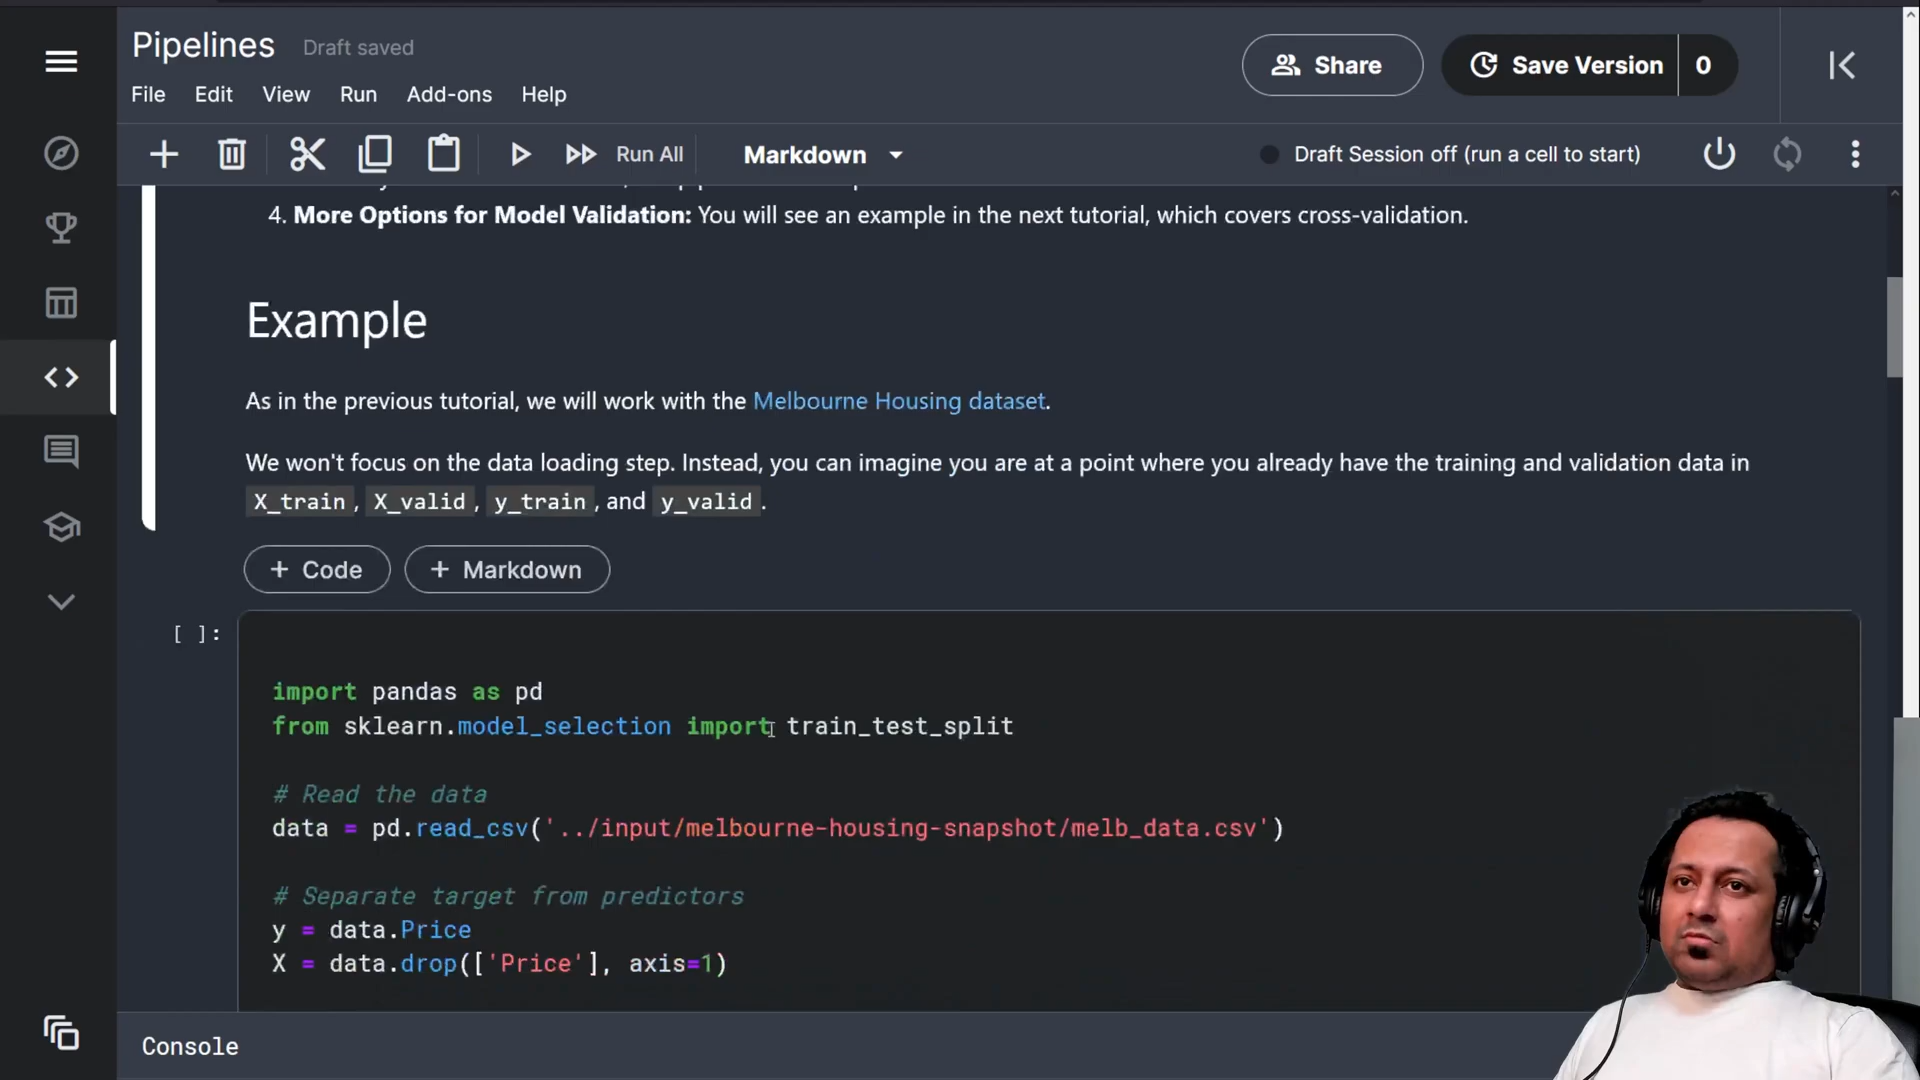 Pipelines Draft saved
Share
Save Version 0
File Edit View Run Add-ons Help
Run All
Markdown
Draft Session off (run a cell to start)
4. More Options for Model Validation: You will see an example in the next tutorial, which covers cross-validation.
Example
As in the previous tutorial, we will work with the Melbourne Housing dataset.
We won't focus on the data loading step. Instead, you can imagine you are at a point where you already have the training and validation data in
X_train, X_valid, y_train, and y_valid.
+ Code + Markdown
[ ]:
import pandas as pd
from sklearn.model_selection import train_test_split
# Read the data
data = pd.read_csv('../input/melbourne-housing-snapshot/melb_data.csv')
# Separate target from predictors
y = data.Price
X = data.drop(['Price'], axis=1)
Console